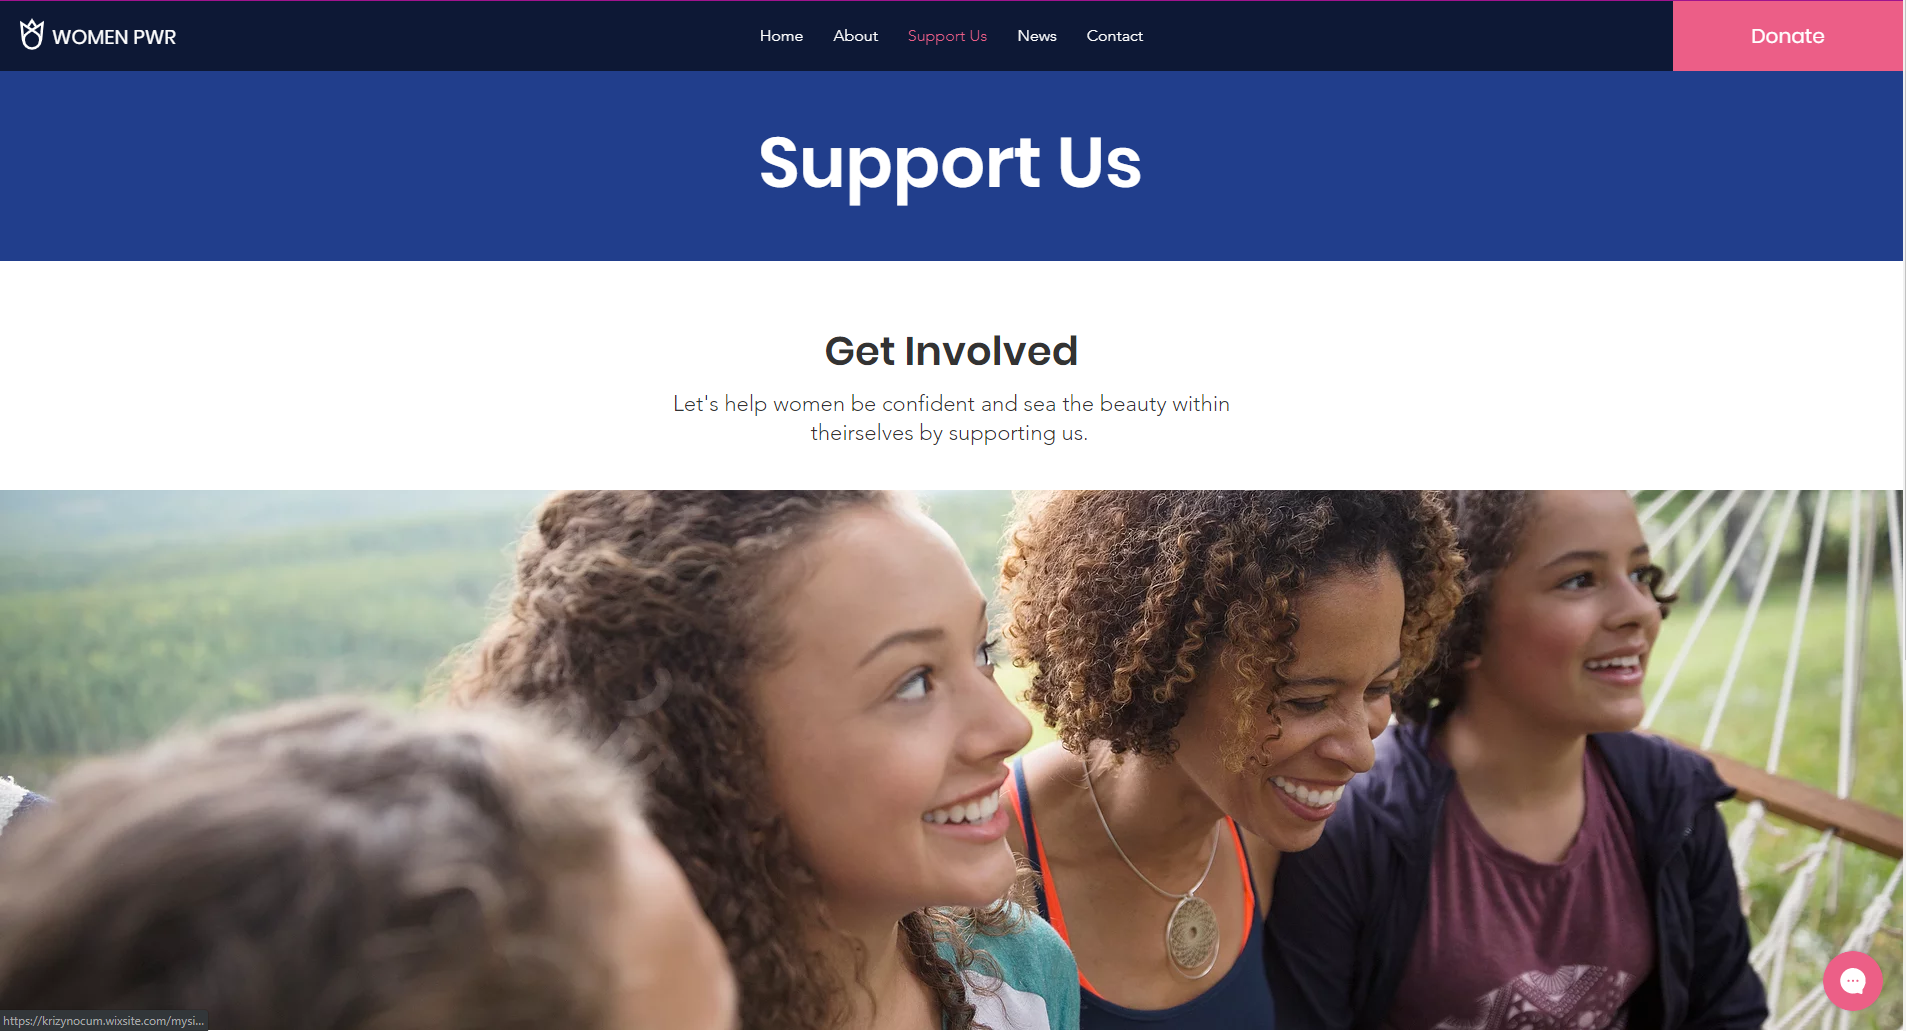 WOMEN PWR
Home About Support Us News Contact
Donate
Support Us
Get Involved
Let's help women be confident and sea the beauty within
theirselves by supporting us.
https://krizynocum.wixsite.com/mysi...